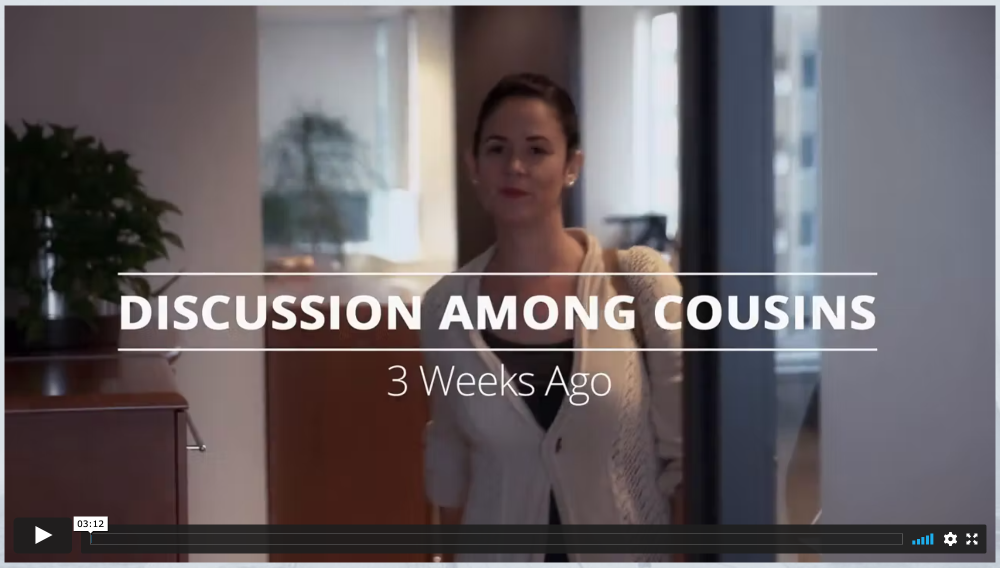 DISCUSSION AMONG COUSINS
3 Weeks Ago
03:12